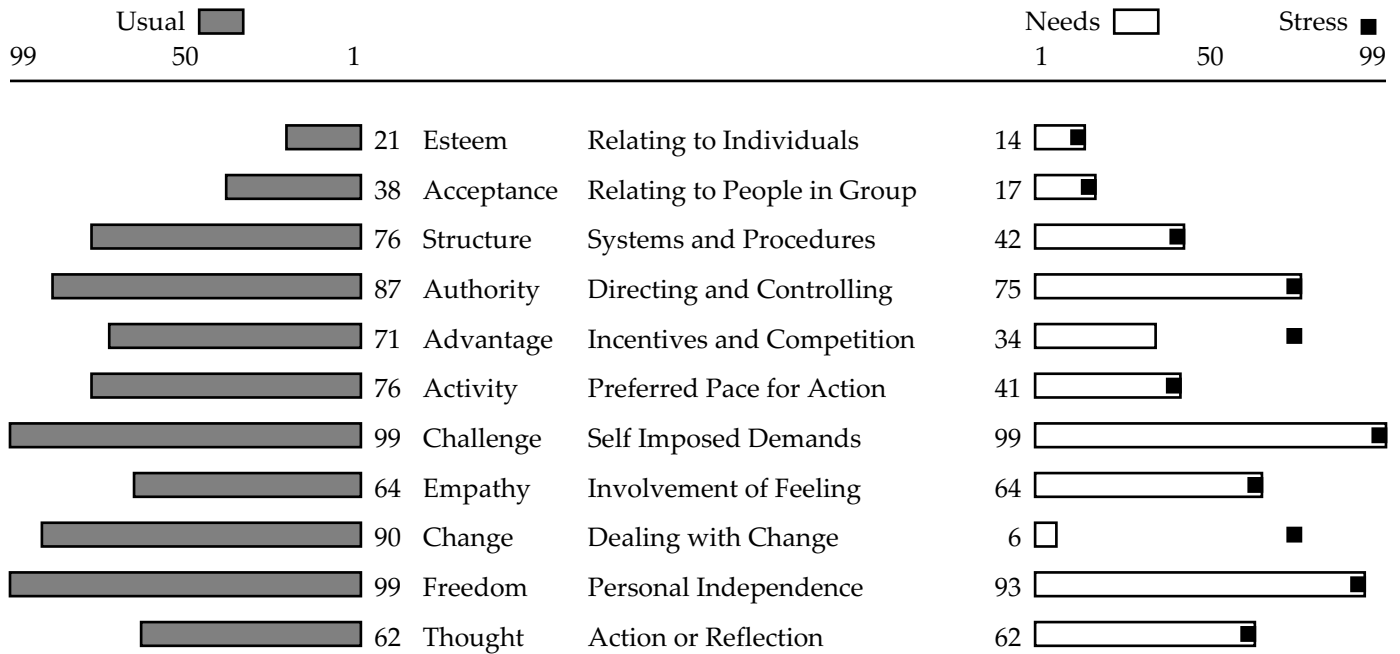 Usual Needs Stress
99 50 1 1 50 99
21 Esteem Relating to Individuals 14
38 Acceptance Relating to People in Group 17
76 Structure Systems and Procedures 42
87 Authority Directing and Controlling 75
71 Advantage Incentives and Competition 34
76 Activity Preferred Pace for Action 41
99 Challenge Self Imposed Demands 99
64 Empathy Involvement of Feeling 64
90 Change Dealing with Change 6
99 Freedom Personal Independence 93
62 Thought Action or Reflection 62